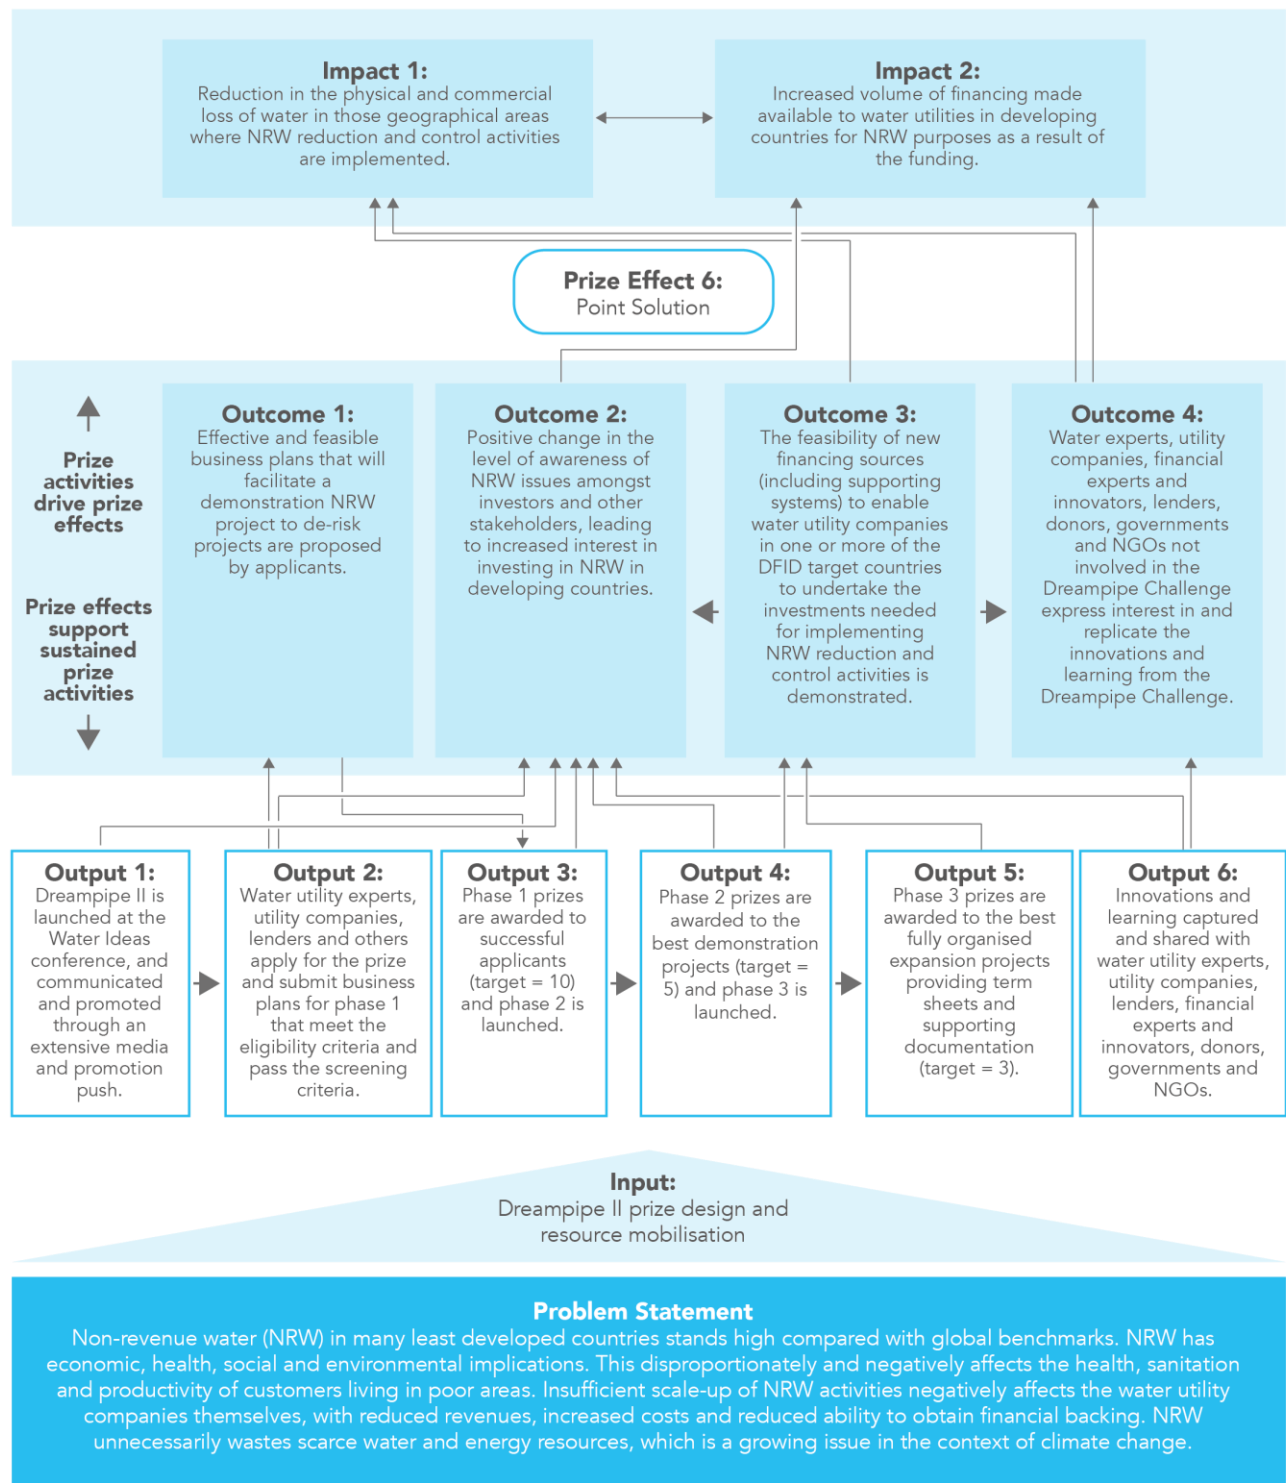 Impact 1:
Reduction in the physical and commercial
loss of water in those geographical areas
where NRW reduction and control activities
are implemented.
Impact 2:
Increased volume of financing made
available to water utilities in developing
countries for NRW purposes as a result of
the funding.
Prize Effect 6:
Point Solution
Prize
activities
drive prize
effects
Prize effects
support
sustained
prize
activities
Outcome 1:
Effective and feasible
business plans that will
facilitate a
demonstration NRW
project to de-risk
projects are proposed
by applicants.
Outcome 2:
Positive change in the
level of awareness of
NRW issues amongst
investors and other
stakeholders, leading
to increased interest in
investing in NRW in
developing countries.
Outcome 3:
The feasibility of new
financing sources
(including supporting
systems) to enable
water utility companies
in one or more of the
DFID target countries
to undertake the
investments needed
for implementing
NRW reduction and
control activities is
demonstrated.
Outcome 4:
Water experts, utility
companies, financial
experts and
innovators, lenders,
donors, governments
and NGOs not
involved in the
Dreampipe Challenge
express interest in and
replicate the
innovations and
learning from the
Dreampipe Challenge.
Output 1:
Dreampipe II is
launched at the
Water Ideas
conference, and
communicated
and promoted
through an
extensive media
and promotion
push.
Output 2:
Water utility experts,
utility companies,
lenders and others
apply for the prize
and submit business
plans for phase 1
that meet the
eligibility criteria and
pass the screening
criteria.
Output 3:
Phase 1 prizes
are awarded to
successful
applicants
(target = 10)
and phase 2 is
launched.
Output 4:
Phase 2 prizes are
awarded to the
best demonstration
projects (target =
5) and phase 3 is
launched.
Output 5:
Phase 3 prizes are
awarded to the best
fully organised
expansion projects
providing term
sheets and
supporting
documentation
(target = 3).
Output 6:
Innovations and
learning captured
and shared with
water utility experts,
utility companies,
lenders, financial
experts and
innovators, donors,
governments and
NGOs.
Input:
Dreampipe II prize design and
resource mobilisation
Problem Statement
Non-revenue water (NRW) in many least developed countries stands high compared with global benchmarks. NRW has
economic, health, social and environmental implications. This disproportionately and negatively affects the health, sanitation
and productivity of customers living in poor areas. Insufficient scale-up of NRW activities negatively affects the water utility
companies themselves, with reduced revenues, increased costs and reduced ability to obtain financial backing. NRW
unnecessarily wastes scarce water and energy resources, which is a growing issue in the context of climate change.